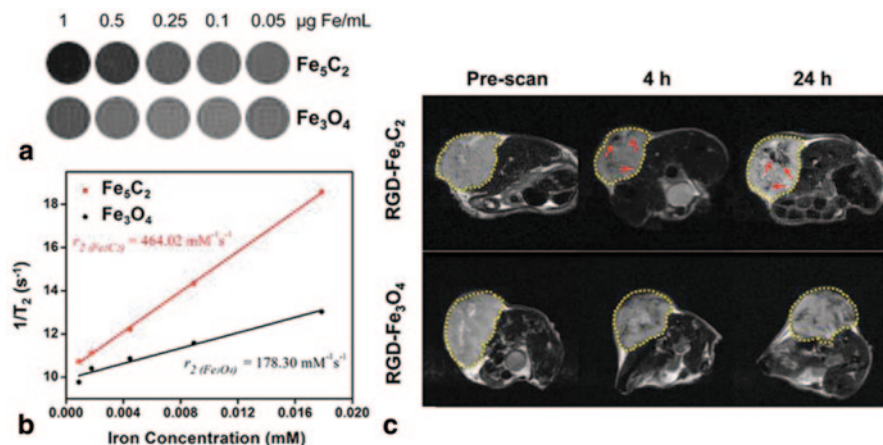 1 0.5 0.25 0.1 0.05 µg Fe/mL
Fe₅C₂
Fe₃O₄
a
18
16
14
12
10
1/T₂ (s⁻¹)
Fe₅C₂
Fe₃O₄
r₂ (Fe₅C₂) = 464.02 mM⁻¹s⁻¹
r₂ (Fe₃O₄) = 178.30 mM⁻¹s⁻¹
0.000 0.004 0.008 0.012 0.016 0.020
Iron Concentration (mM)
b
Pre-scan 4 h 24 h
RGD-Fe₅C₂
RGD-Fe₃O₄
c